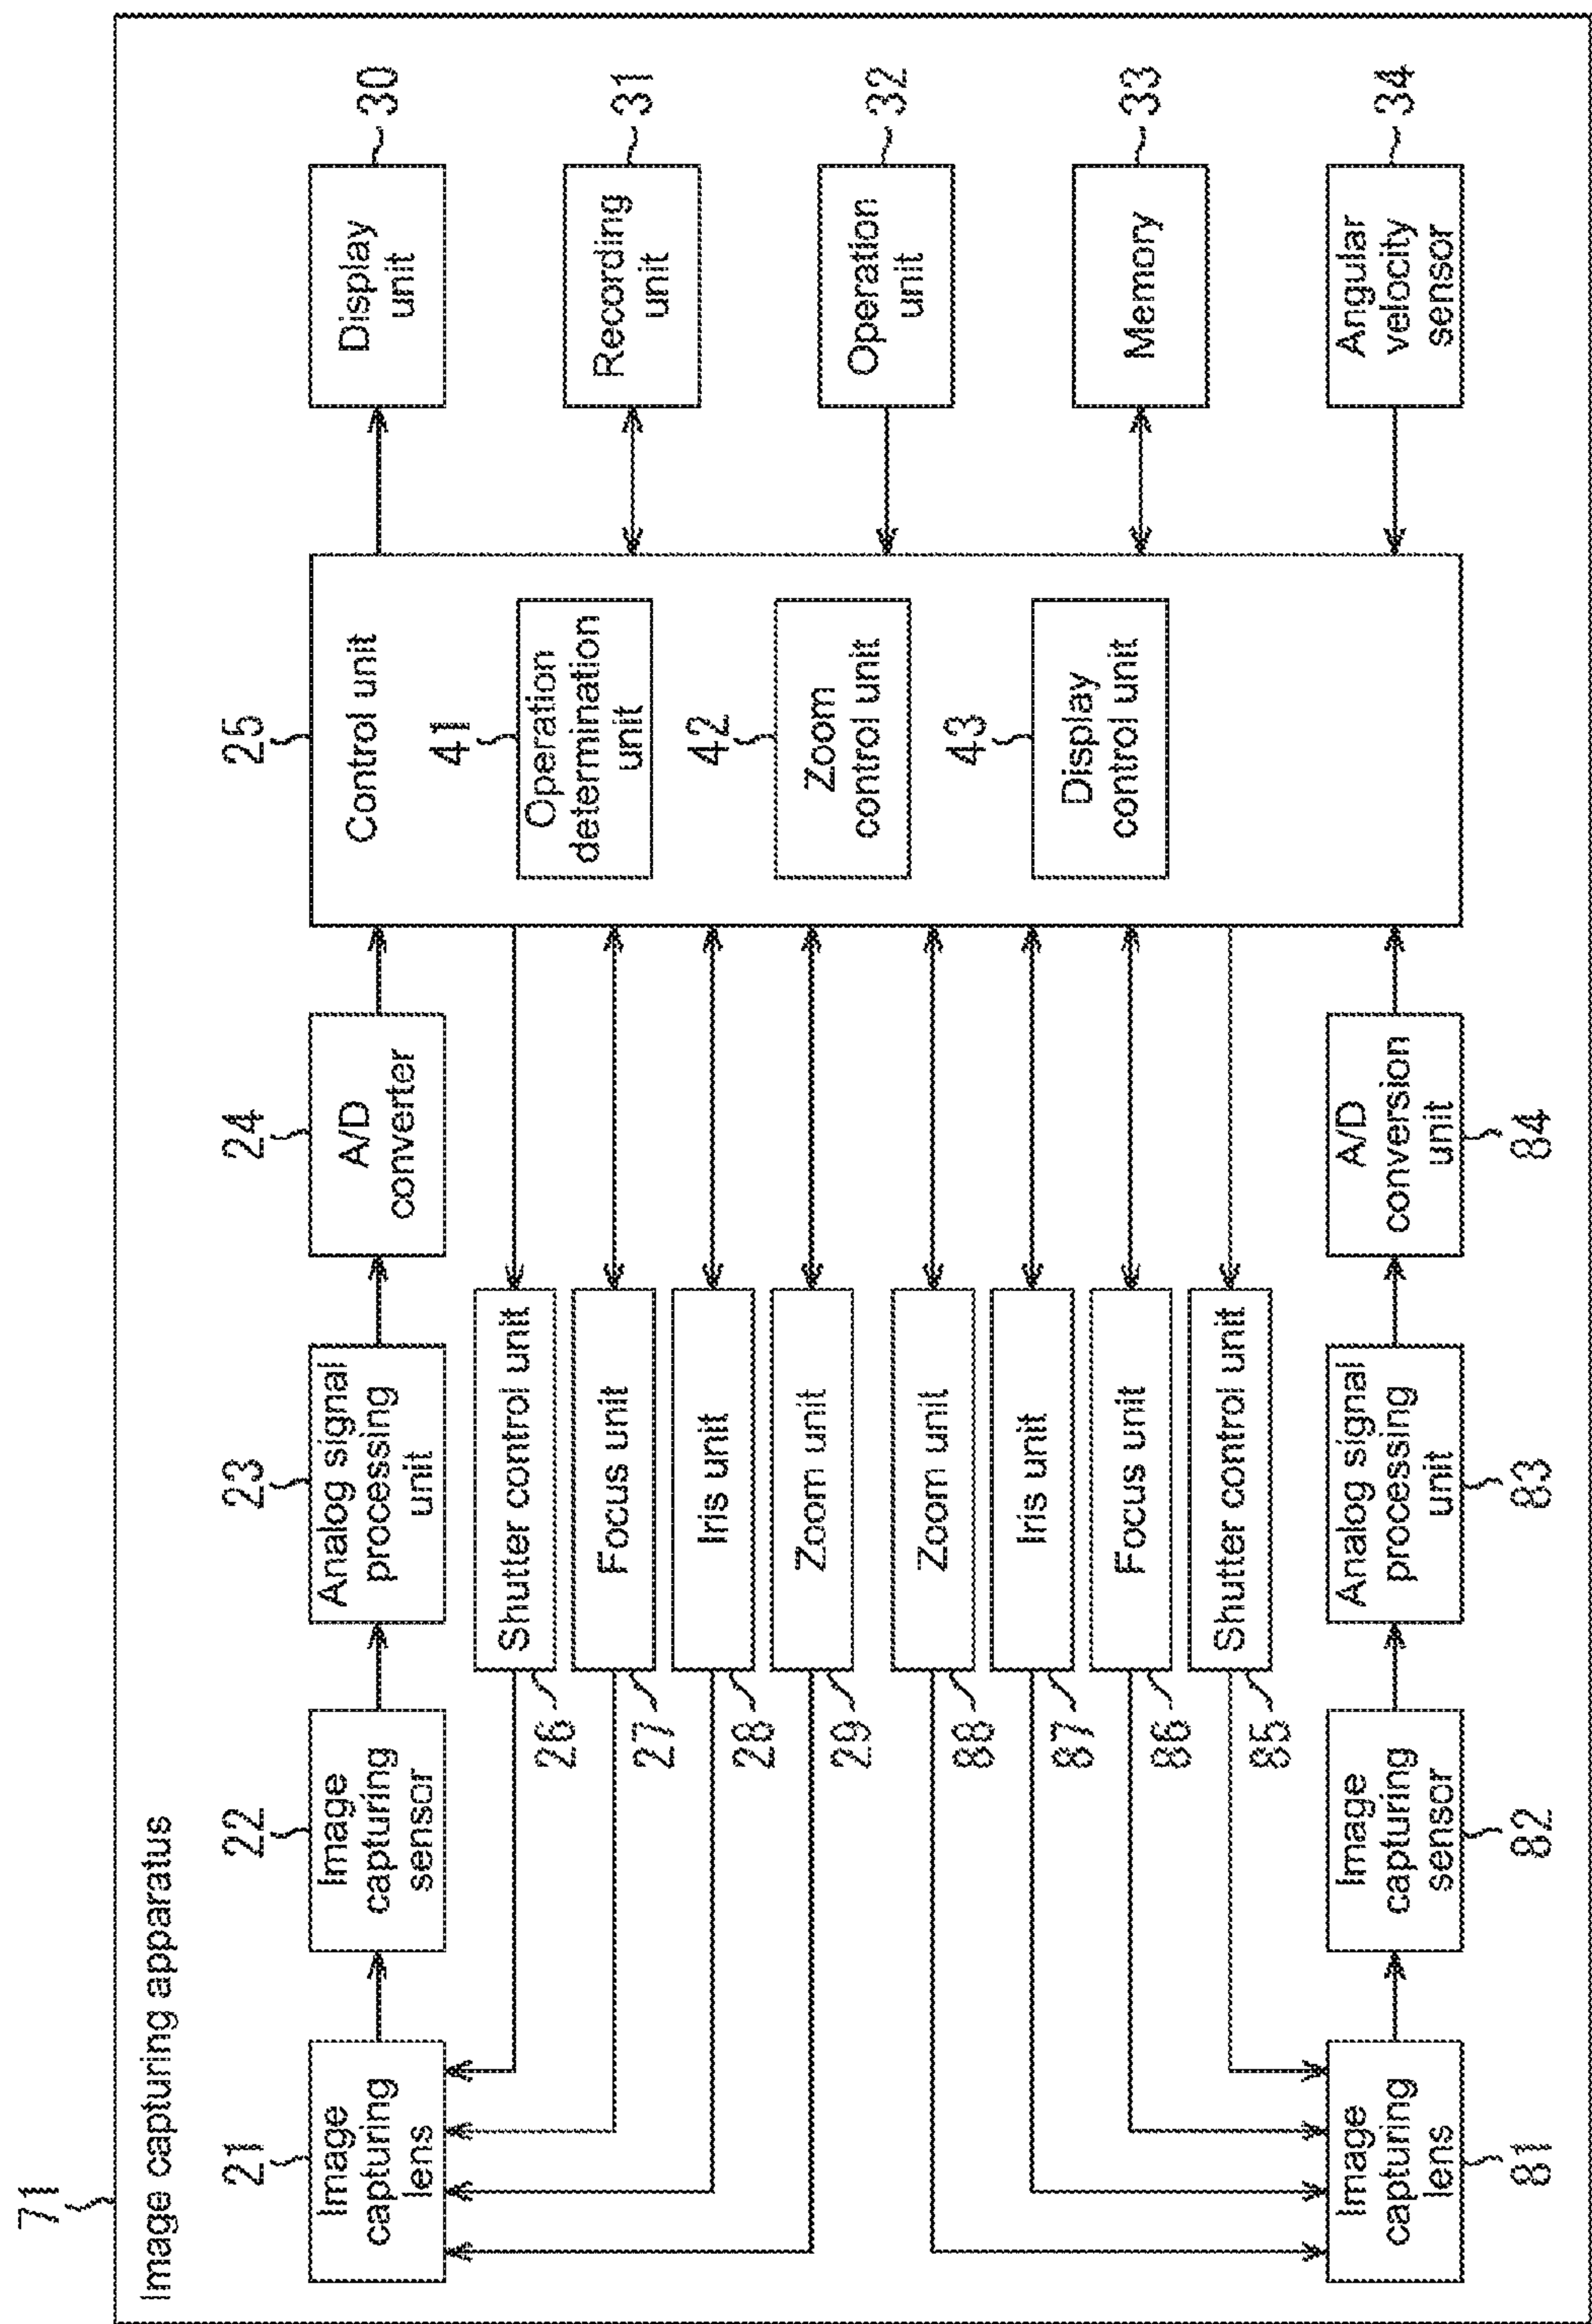 71
Image capturing apparatus
21
Image
capturing
lens
22
Image
capturing
sensor
23
Analog signal
processing
unit
24
A/D
converter
25
Control unit
41
Operation
determination
unit
42
Zoom
control unit
43
Display
control unit
Display
unit
30
Recording
unit
31
Operation
unit
32
Memory
33
Angular
velocity
sensor
34
Shutter control unit
26
Focus unit
27
Iris unit
28
Zoom unit
29
Zoom unit
88
Iris unit
87
Focus unit
86
Shutter control unit
85
Image
capturing
lens
81
Image
capturing
sensor
82
Analog signal
processing
unit
83
A/D
conversion
unit
84